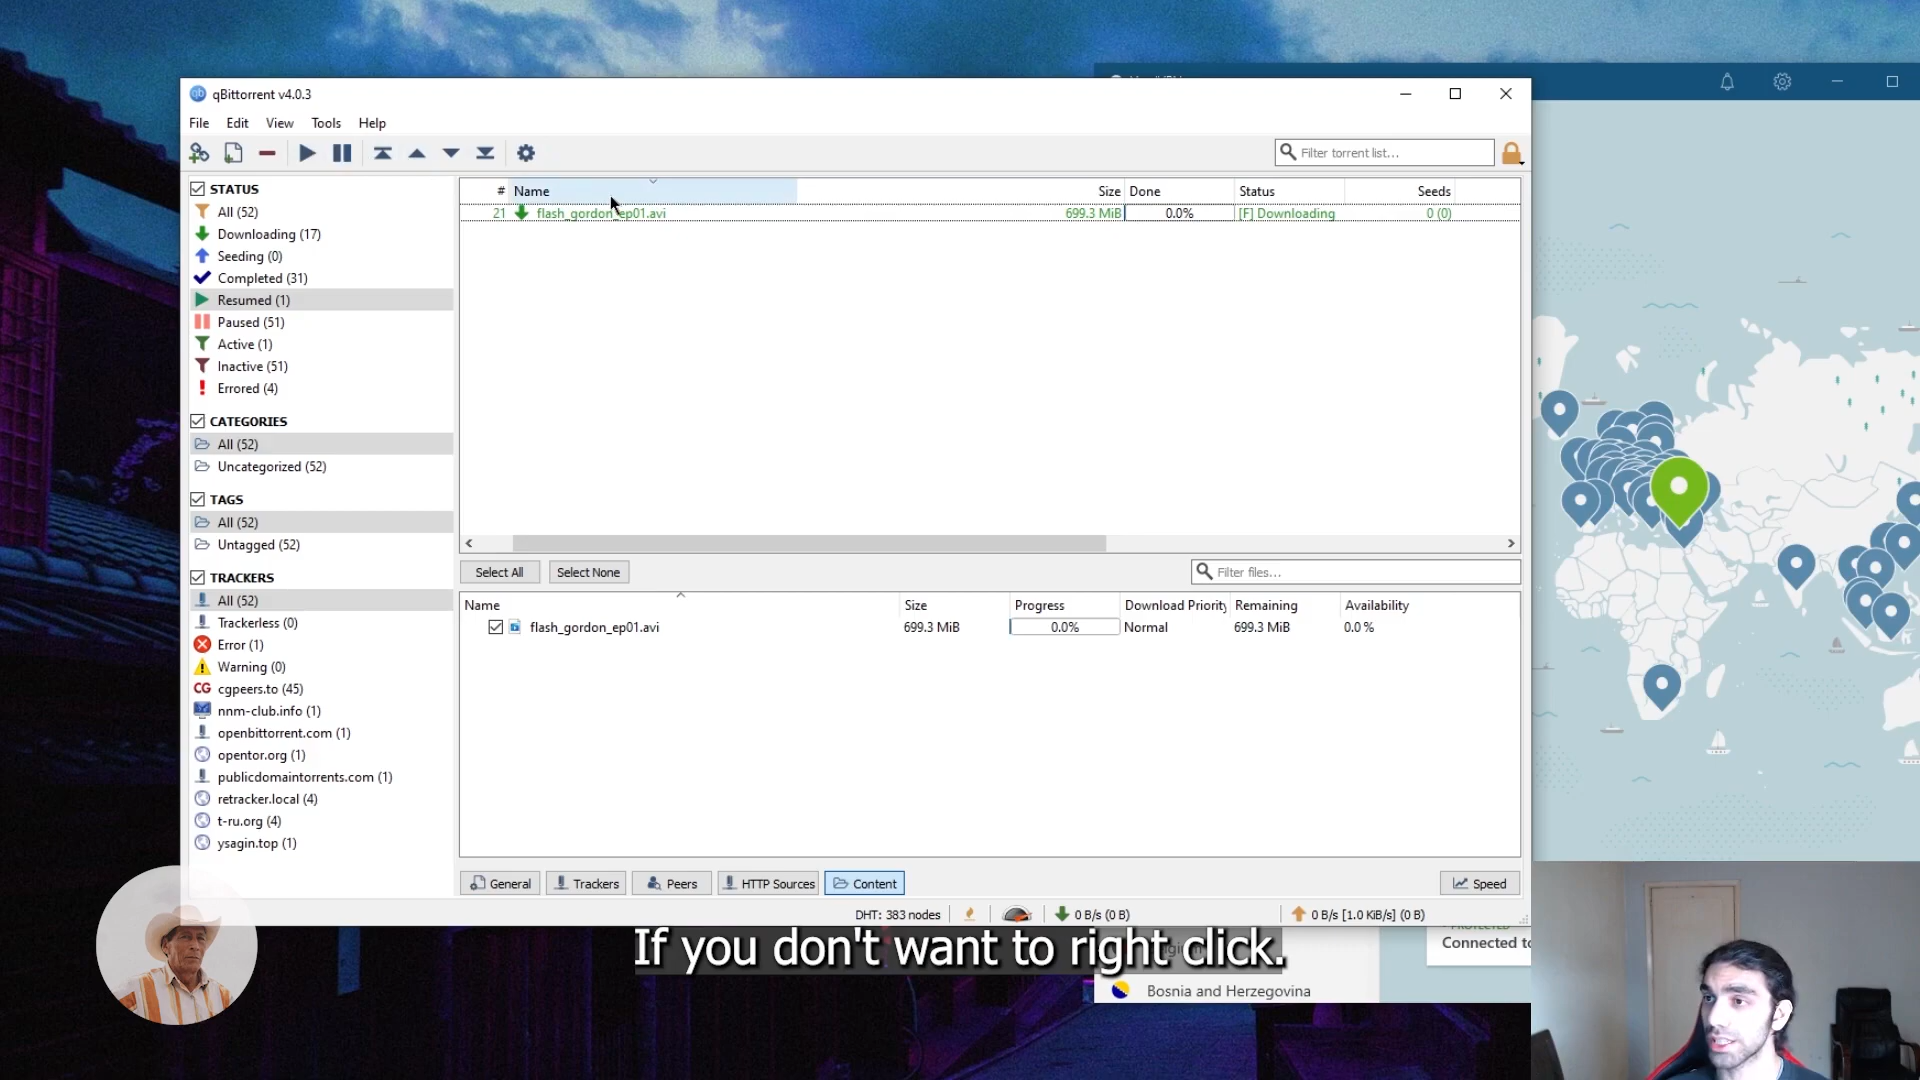 qBittorrent v4.0.3
File Edit View Tools Help
Filter torrent list...
STATUS
All (52)
Downloading (17)
Seeding (0)
Completed (31)
Resumed (1)
Paused (51)
Active (1)
Inactive (51)
Errored (4)
CATEGORIES
All (52)
Uncategorized (52)
TAGS
All (52)
Untagged (52)
TRACKERS
All (52)
Trackerless (0)
Error (1)
Warning (0)
cgpeers.to (45)
nnm-club.info (1)
openbittorrent.com (1)
opentor.org (1)
publicdomaintorrents.com (1)
retracker.local (4)
t-ru.org (4)
ysagin.top (1)
# Name Size Done Status Seeds
21 flash_gordon_ep01.avi 699.3 MiB 0.0% [F] Downloading 0 (0)
Select All Select None Filter files...
Name Size Progress Download Priority Remaining Availability
flash_gordon_ep01.avi 699.3 MiB 0.0% Normal 699.3 MiB 0.0 %
General Trackers Peers HTTP Sources Content Speed
DHT: 383 nodes 0 B/s (0 B) 0 B/s [1.0 KiB/s] (0 B)
If you don't want to right click.
Connected to
Bosnia and Herzegovina